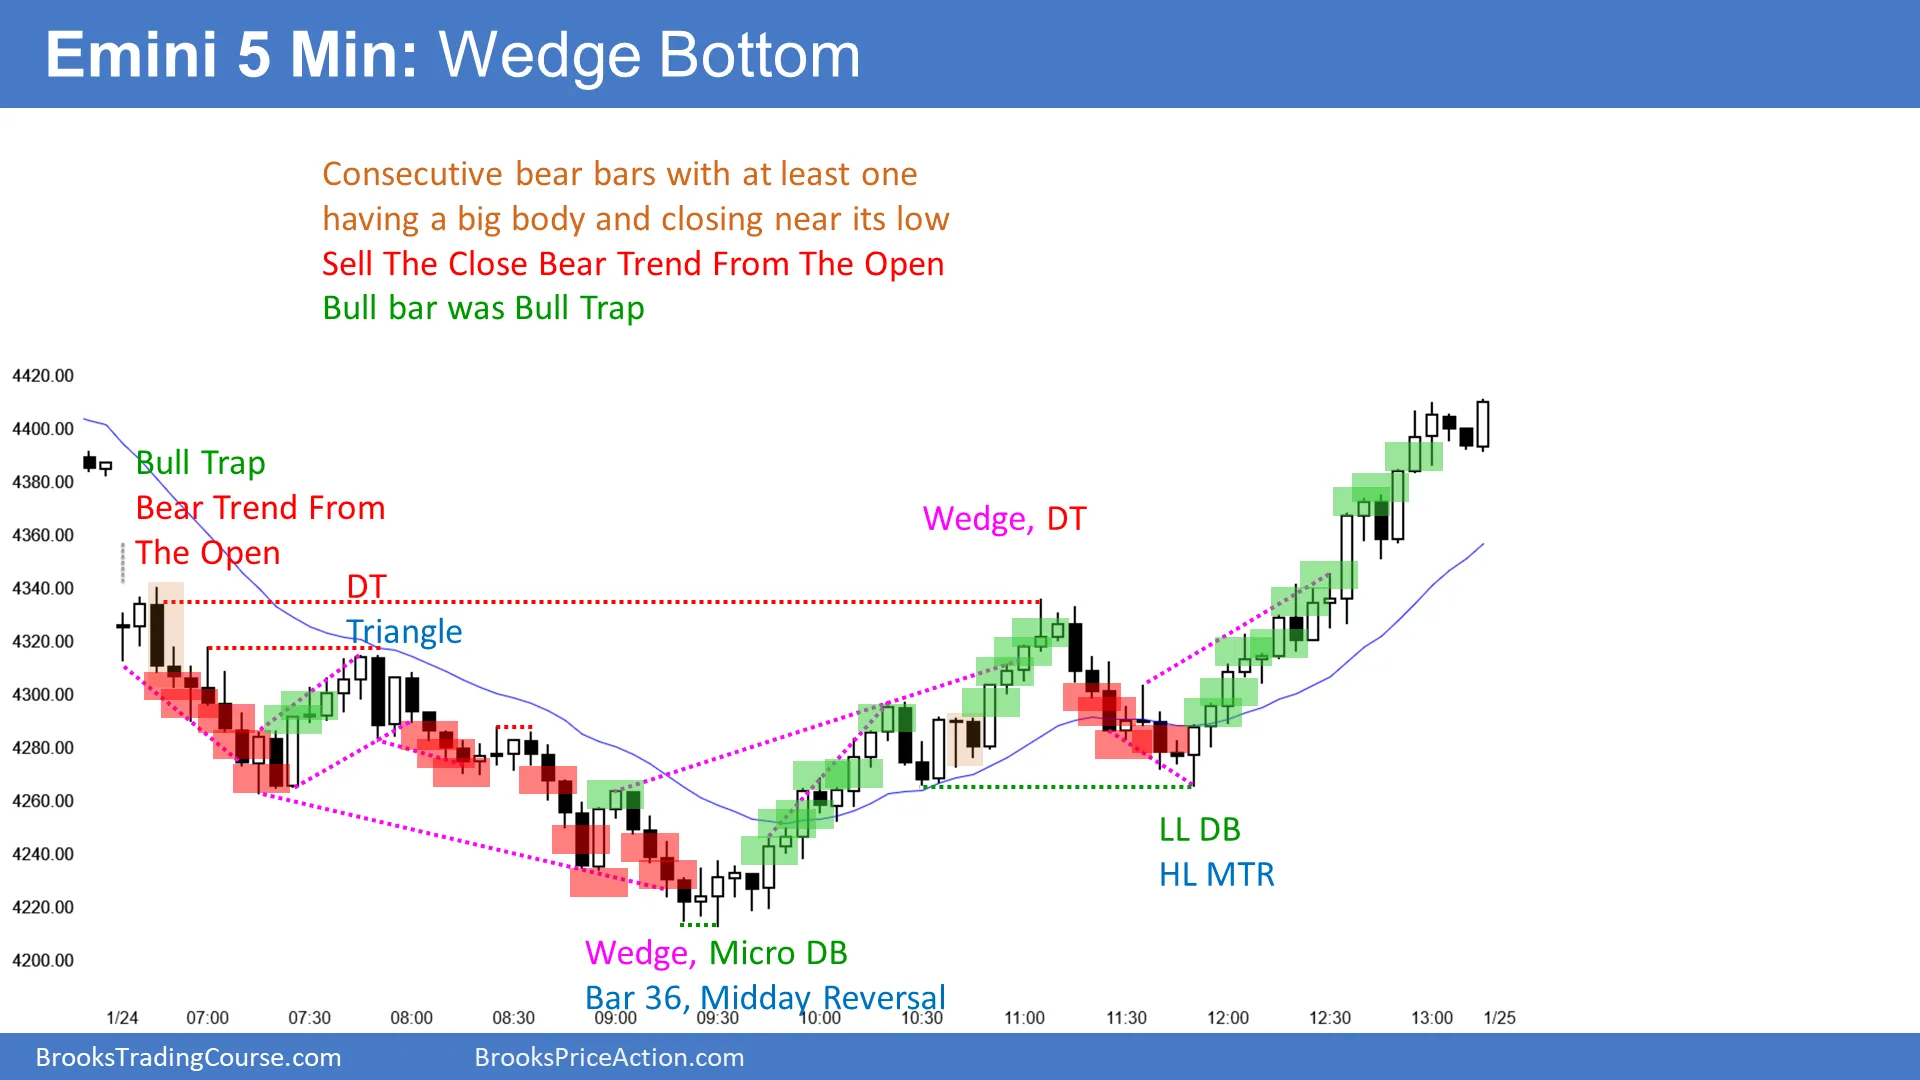 Emini 5 Min: Wedge Bottom
Consecutive bear bars with at least one
having a big body and closing near its low
Sell The Close Bear Trend From The Open
Bull bar was Bull Trap
4420.00
4400.00
4380.00
4360.00
4340.00
4320.00
4300.00
4280.00
4260.00
4240.00
4220.00
4200.00
Bull Trap
Bear Trend From
The Open
DT
Triangle
Wedge, DT
LL DB
HL MTR
Wedge, Micro DB
Bar 36, Midday Reversal
1/24 07:00 07:30 08:00 08:30 09:00 09:30 10:00 10:30 11:00 11:30 12:00 12:30 13:00 1/25
BrooksTradingCourse.com BrooksPriceAction.com